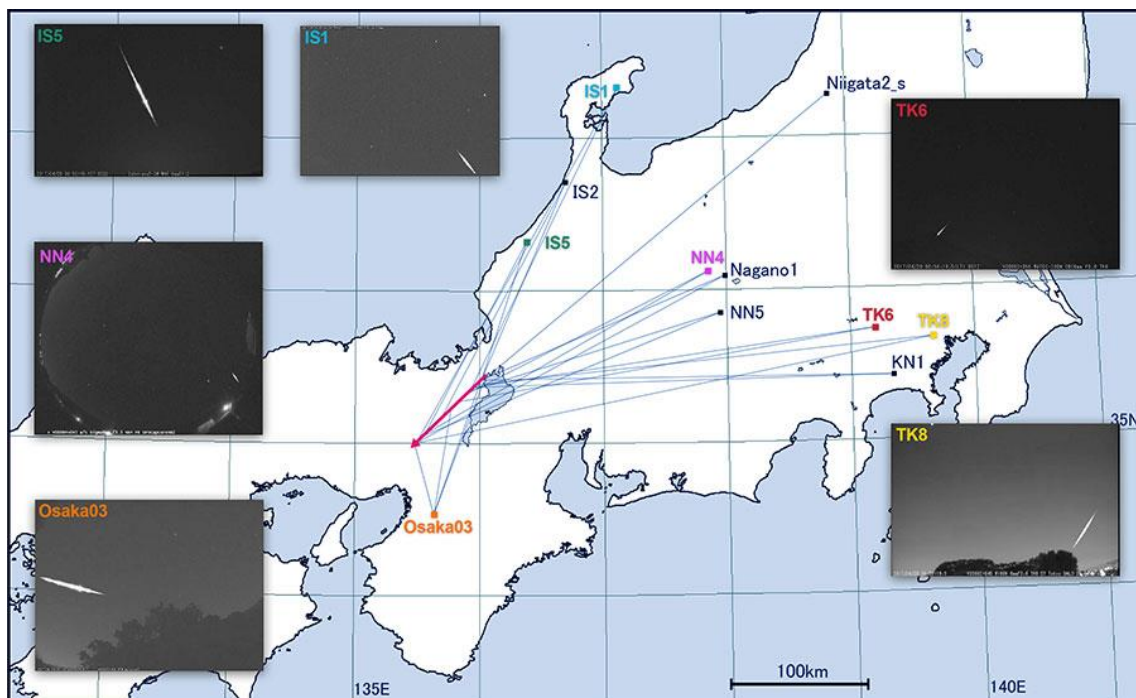 IS5
IS1
IS1
Niigata2_s
TK6
IS2
IS5
NN4
NN4
Nagano1
NN5
TK6
TK8
KN1
35N
TK8
Osaka03
Osaka03
100km
135E
140E